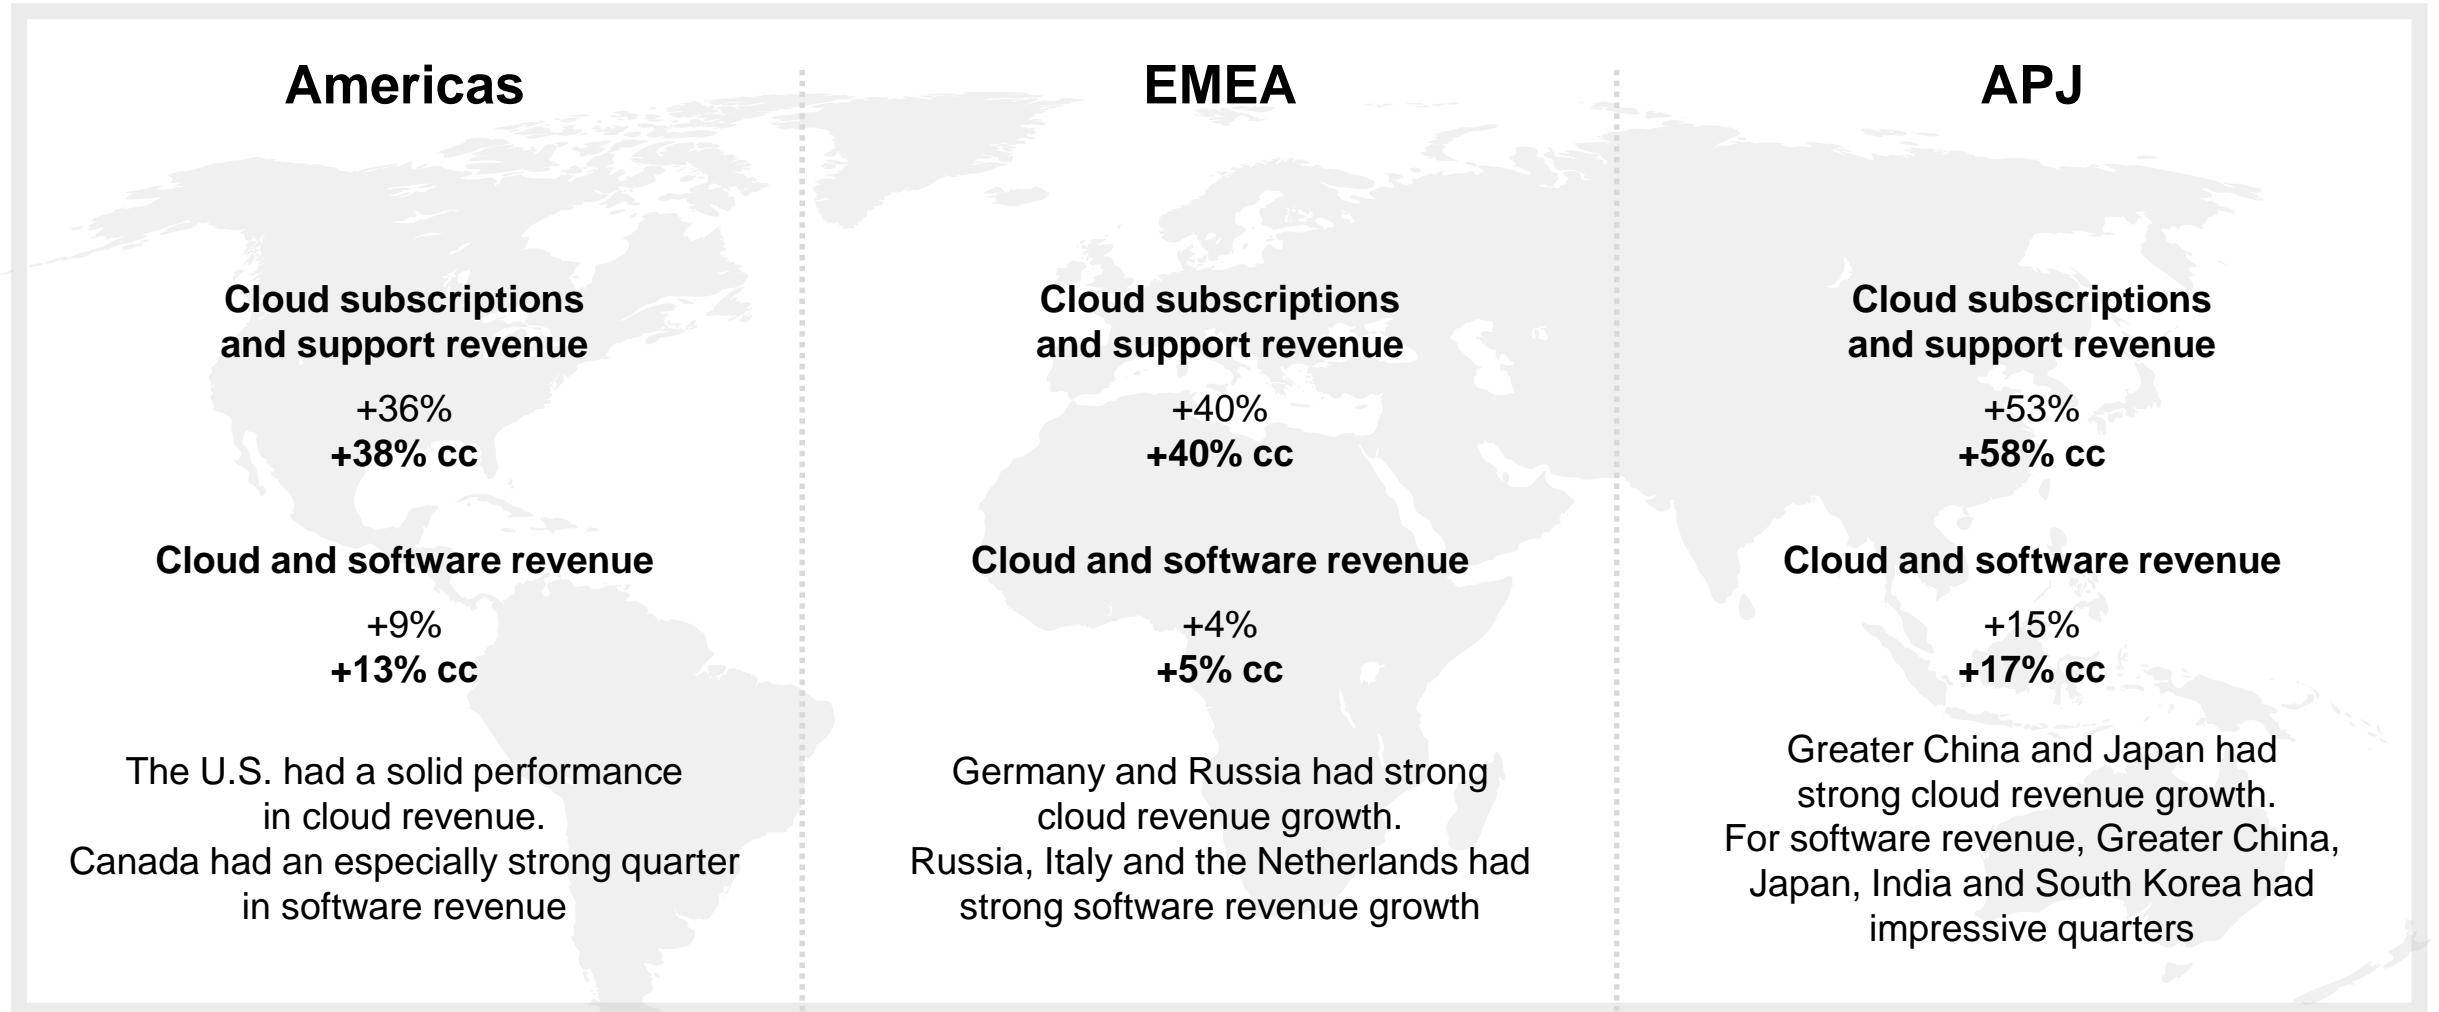 Americas
Cloud subscriptions
and support revenue
+36%
+38% cc
Cloud and software revenue
+9%
+13% cc
The U.S. had a solid performance
in cloud revenue.
Canada had an especially strong quarter
in software revenue
EMEA
Cloud subscriptions
and support revenue
+40%
+40% cc
Cloud and software revenue
+4%
+5% cc
Germany and Russia had strong
cloud revenue growth.
Russia, Italy and the Netherlands had
strong software revenue growth
APJ
Cloud subscriptions
and support revenue
+53%
+58% cc
Cloud and software revenue
+15%
+17% cc
Greater China and Japan had
strong cloud revenue growth.
For software revenue, Greater China,
Japan, India and South Korea had
impressive quarters